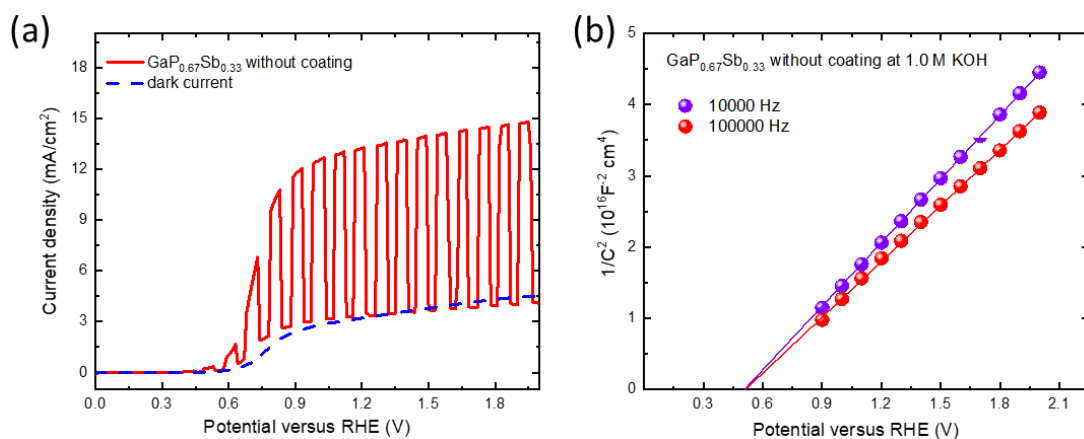 (a)
18
15
12
9
6
3
0
Current density (mA/cm²)
GaP₀.₆₇Sb₀.₃₃ without coating
dark current
0.0 0.3 0.6 0.9 1.2 1.5 1.8
Potential versus RHE (V)
(b)
5
4
3
2
1
0
1/C² (10¹⁶F⁻² cm⁴)
GaP₀.₆₇Sb₀.₃₃ without coating at 1.0 M KOH
10000 Hz
100000 Hz
0.3 0.6 0.9 1.2 1.5 1.8 2.1
Potential versus RHE (V)